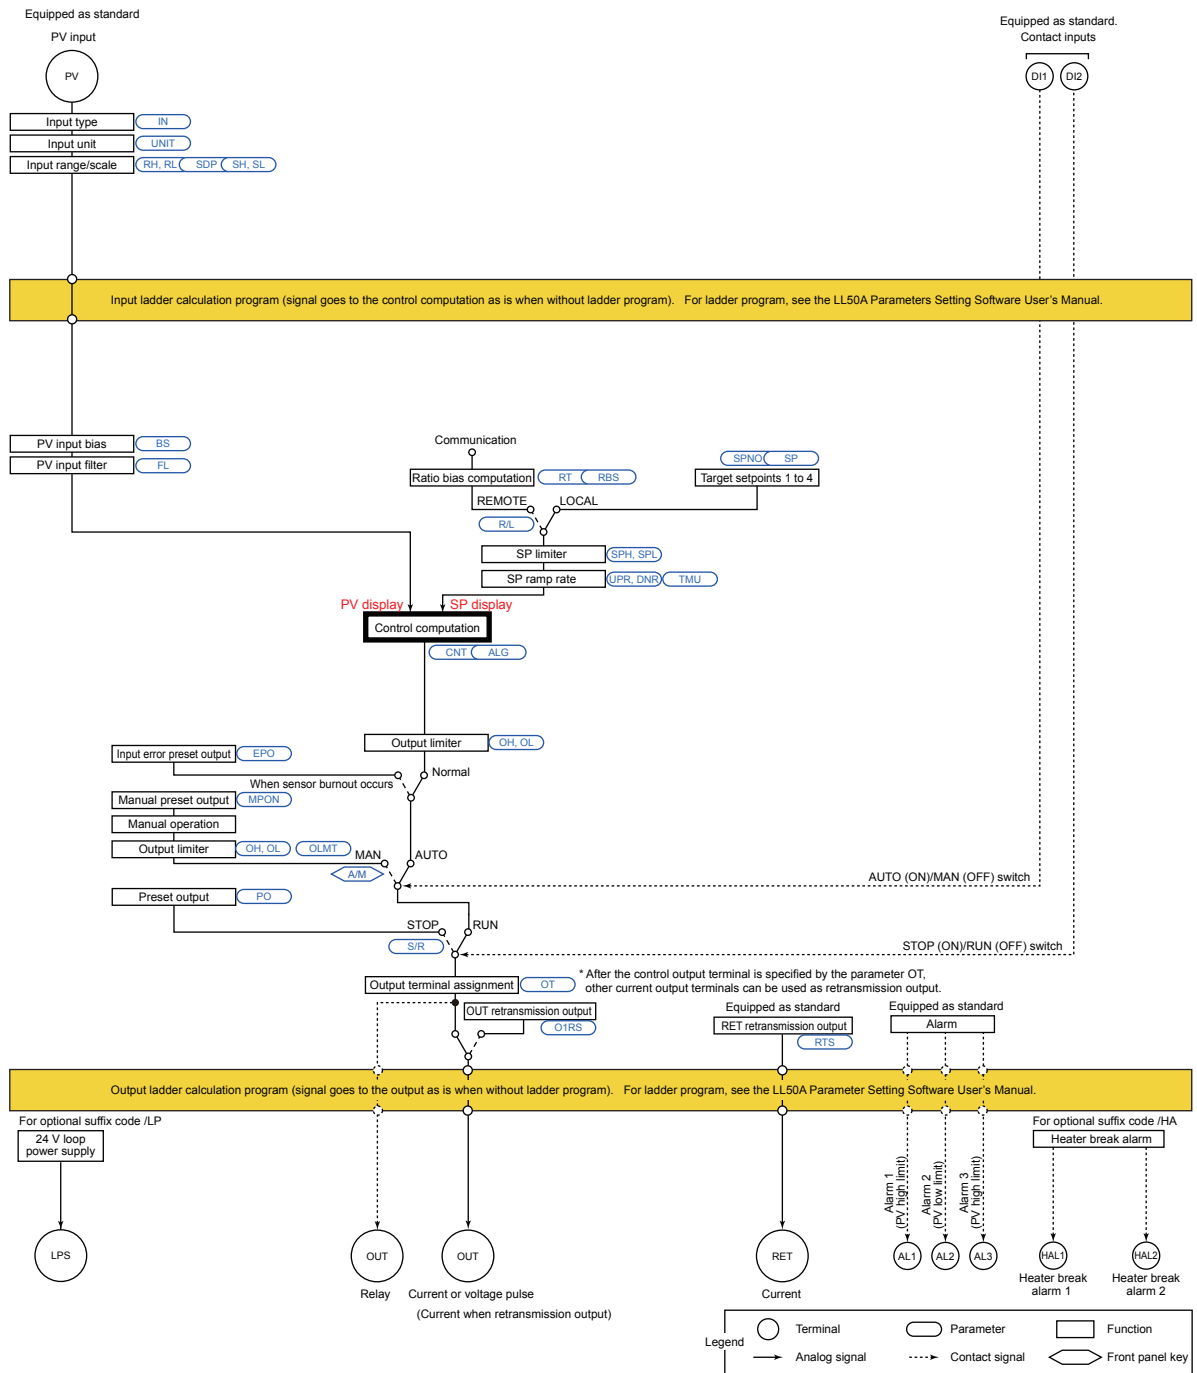 Equipped as standard
PV input
PV
Equipped as standard.
Contact inputs
DI1 DI2
Input type IN
Input unit UNIT
Input range/scale RH, RL SDP SH, SL
Input ladder calculation program (signal goes to the control computation as is when without ladder program). For ladder program, see the LL50A Parameters Setting Software User's Manual.
PV input bias BS
PV input filter FL
Communication
Ratio bias computation RT RBS
SPNO SP
Target setpoints 1 to 4
REMOTE LOCAL
R/L
SP limiter SPH, SPL
SP ramp rate UPR, DNR TMU
PV display SP display
Control computation
CNT ALG
Output limiter OH, OL
Input error preset output EPO
When sensor burnout occurs Normal
Manual preset output MPON
Manual operation
Output limiter OH, OL OLMT
MAN AUTO
A/M
AUTO (ON)/MAN (OFF) switch
Preset output PO
STOP RUN
S/R
STOP (ON)/RUN (OFF) switch
Output terminal assignment OT
* After the control output terminal is specified by the parameter OT,
other current output terminals can be used as retransmission output.
OUT retransmission output
O1RS
Equipped as standard
RET retransmission output
RTS
Equipped as standard
Alarm
Output ladder calculation program (signal goes to the output as is when without ladder program). For ladder program, see the LL50A Parameter Setting Software User's Manual.
For optional suffix code /LP
24 V loop
power supply
LPS
OUT
Relay
OUT
Current or voltage pulse
(Current when retransmission output)
RET
Current
Alarm 1
(PV high limit)
Alarm 2
(PV low limit)
Alarm 3
(PV high limit)
AL1 AL2 AL3
For optional suffix code /HA
Heater break alarm
HAL1 HAL2
Heater break
alarm 1
Heater break
alarm 2
Legend
Terminal Parameter Function
Analog signal Contact signal Front panel key